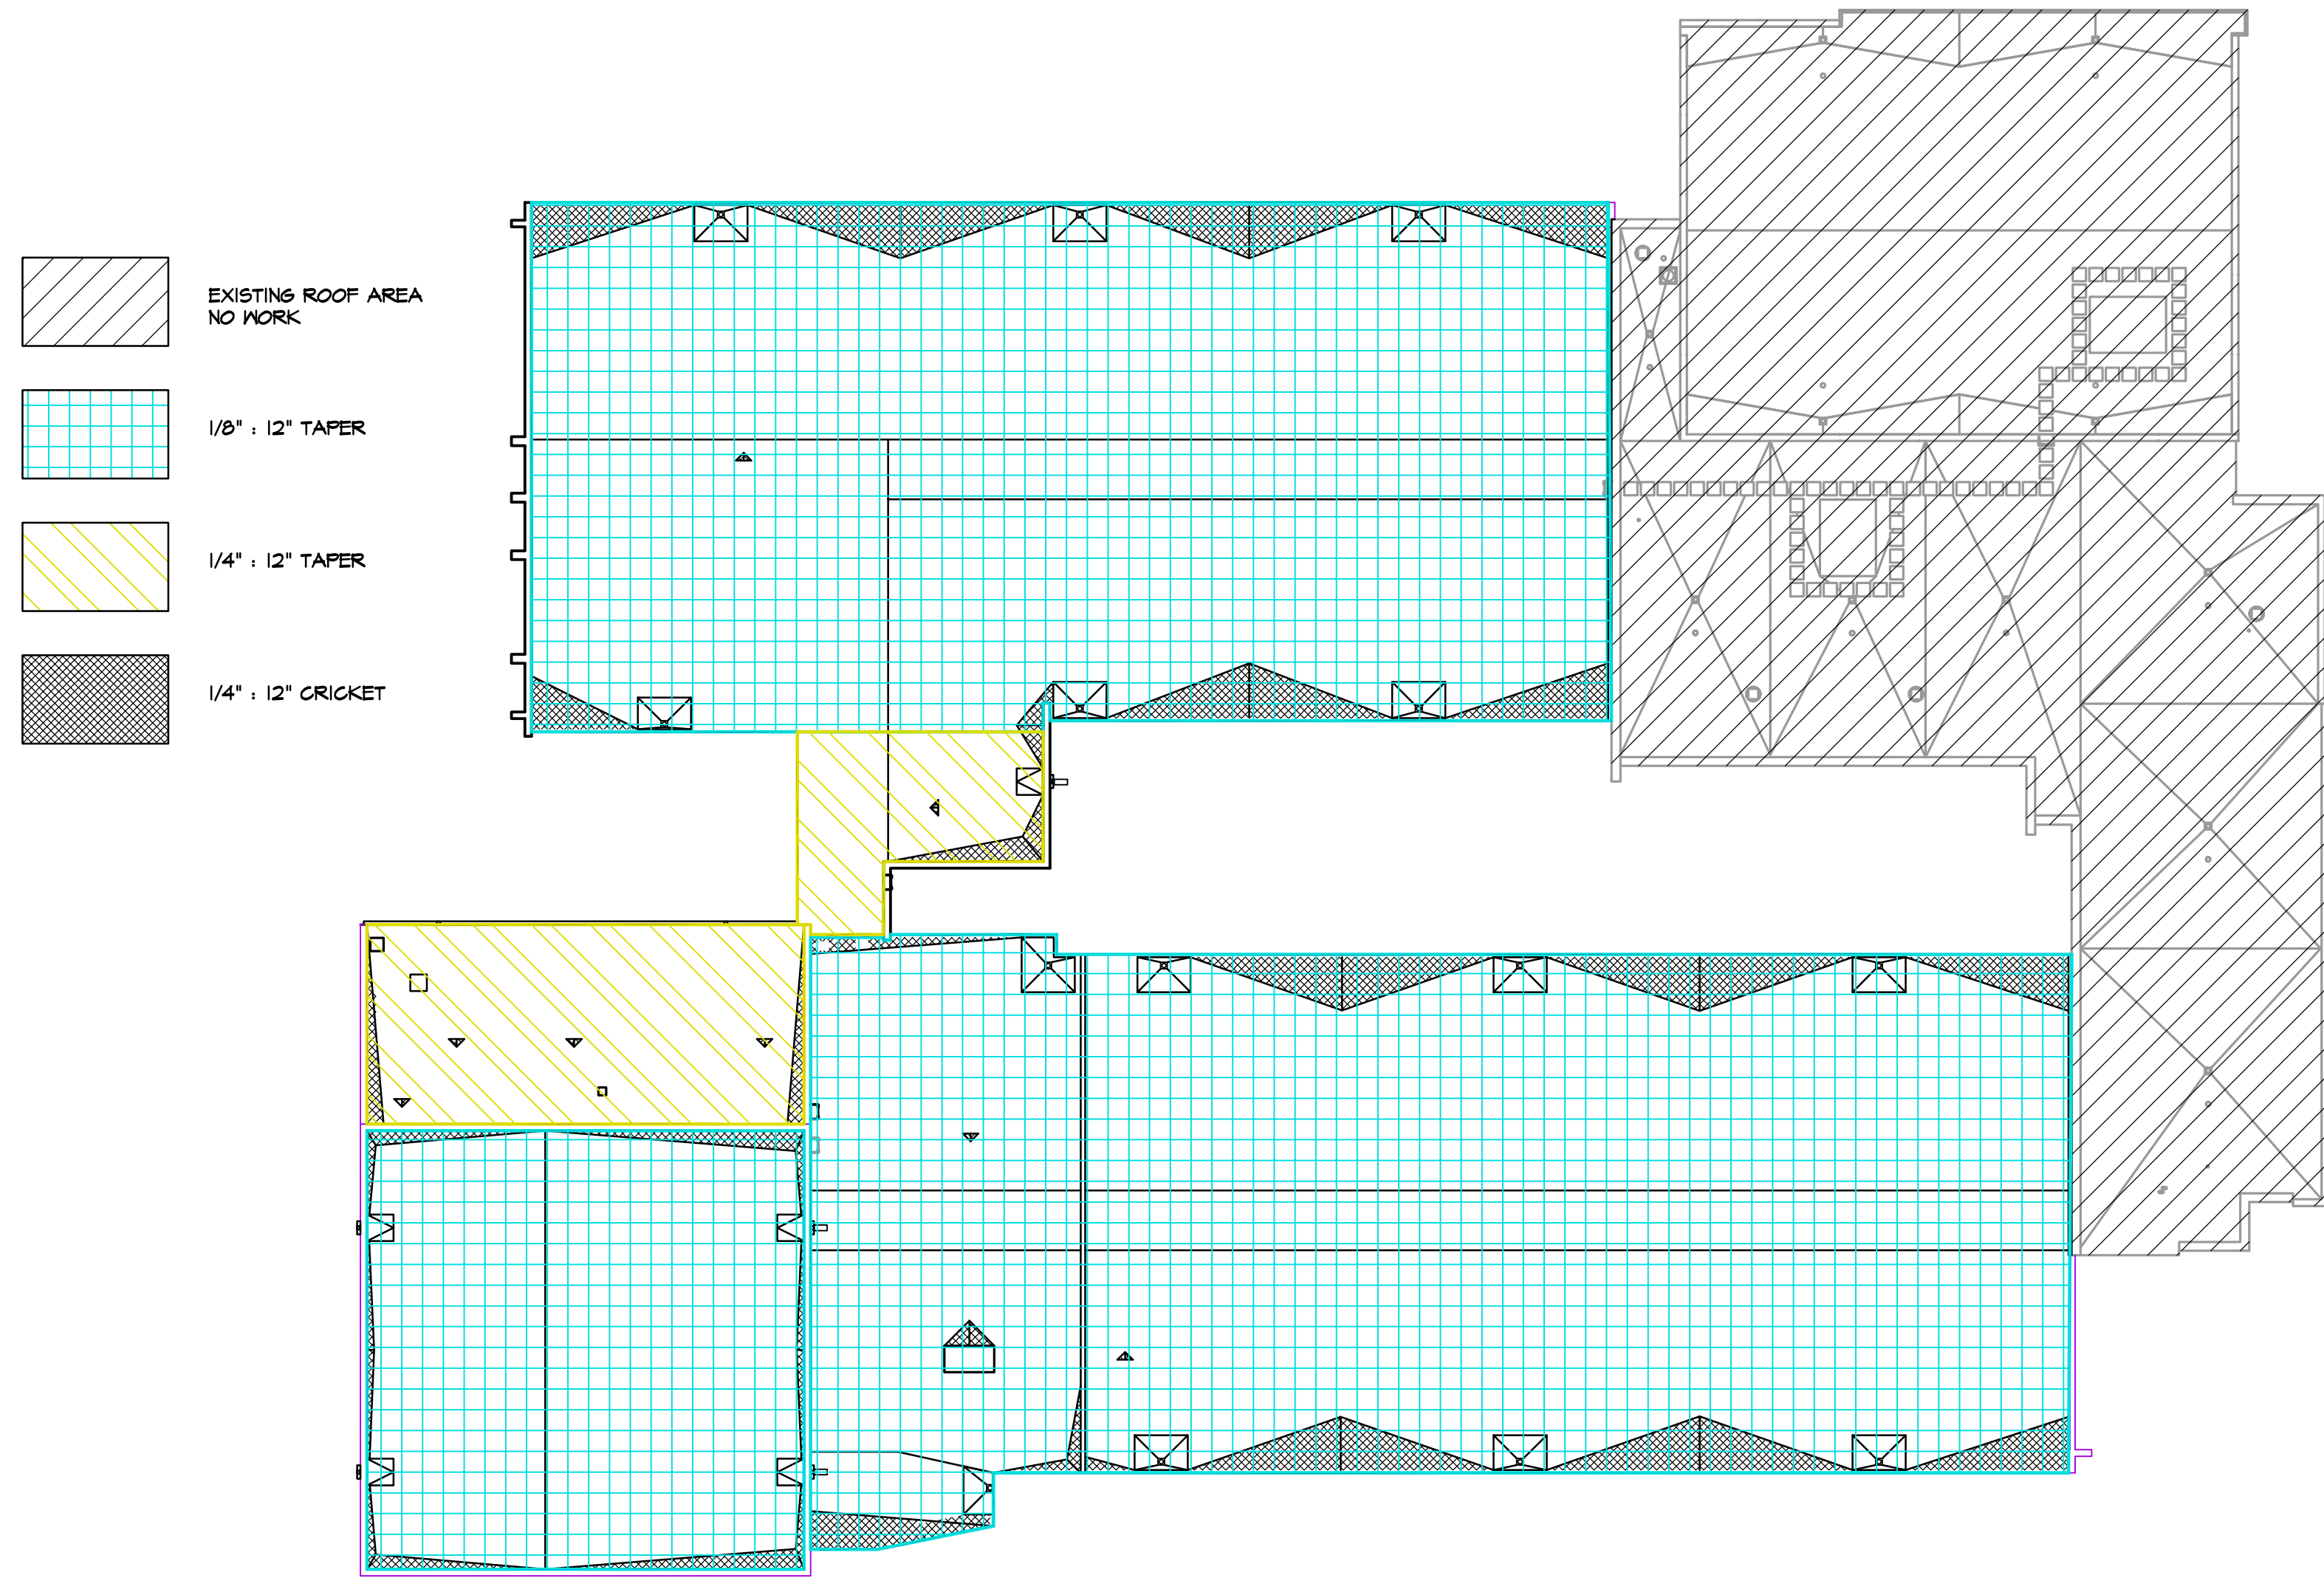 EXISTING ROOF AREA
NO WORK
1/8" : 12" TAPER
1/4" : 12" TAPER
1/4" : 12" CRICKET